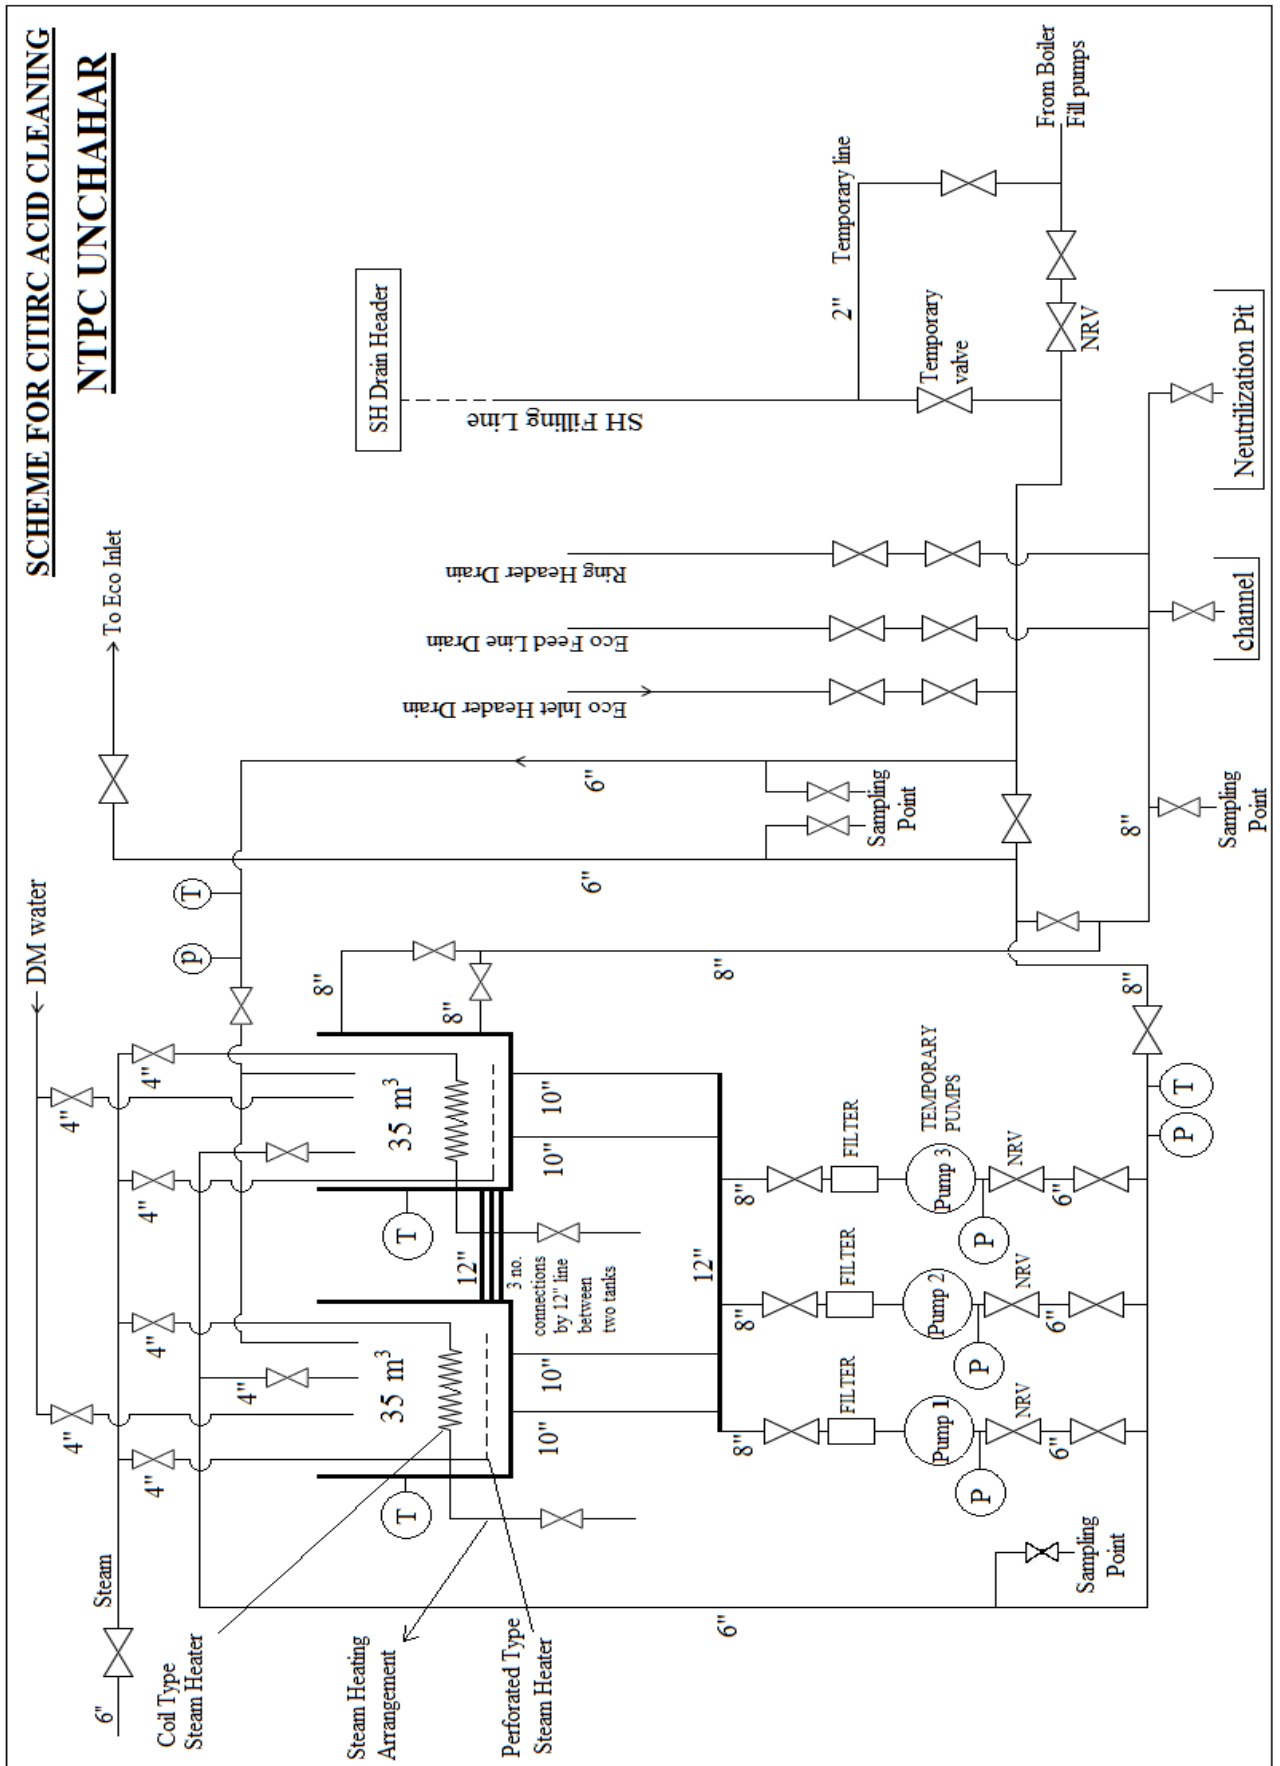 SCHEME FOR CITIRC ACID CLEANING
NTPC UNCHAHAR
DM water
To Eco Inlet
Steam
6"
4"
4"
4"
4"
4"
4"
4"
P
T
SH Drain Header
Coil Type
Steam Heater
Steam Heating
Arrangement
Perforated Type
Steam Heater
T
35 m³
T
35 m³
8"
8"
12"
3 no.
connections
by 12" line
between
two tanks
10"
10"
10"
10"
6"
6"
6"
8"
Eco Inlet Header Drain
Eco Feed Line Drain
Ring Header Drain
SH Filling Line
2" Temporary line
Temporary
valve
NRV
From Boiler
Fill pumps
12"
8"
8"
8"
FILTER
FILTER
FILTER
TEMPORARY
PUMPS
Pump 1
Pump 2
Pump 3
P
P
P
NRV
NRV
NRV
6"
6"
6"
P
T
8"
8"
Sampling
Point
Sampling
Point
Sampling
Point
channel
Neutrilization Pit